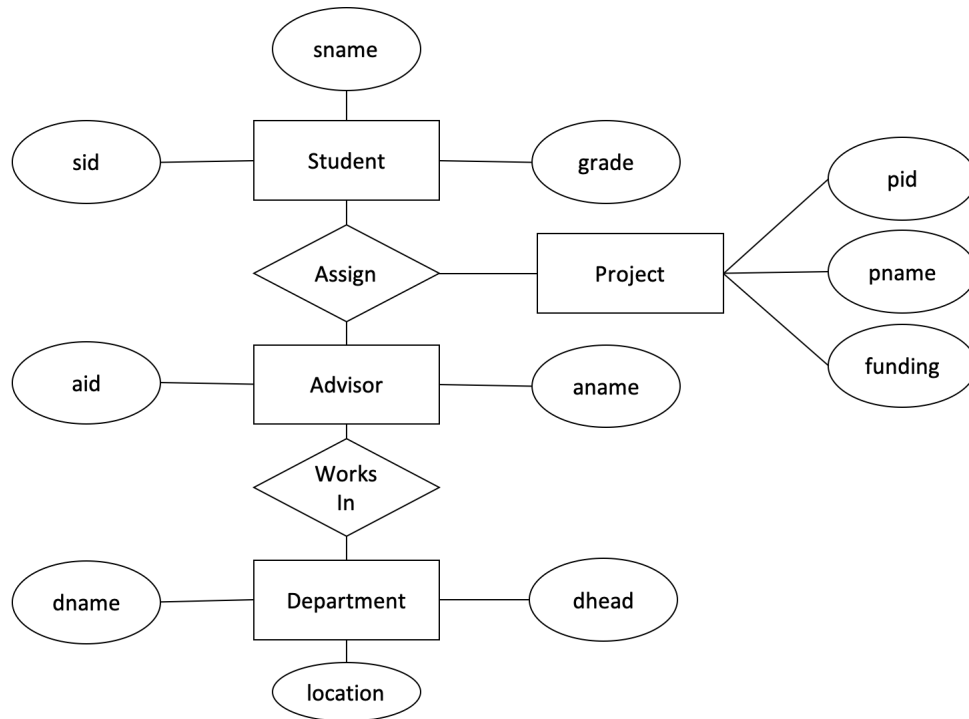 sname
sid
Student
grade
pid
Assign
Project
pname
aid
Advisor
aname
funding
Works
In
dname
Department
dhead
location